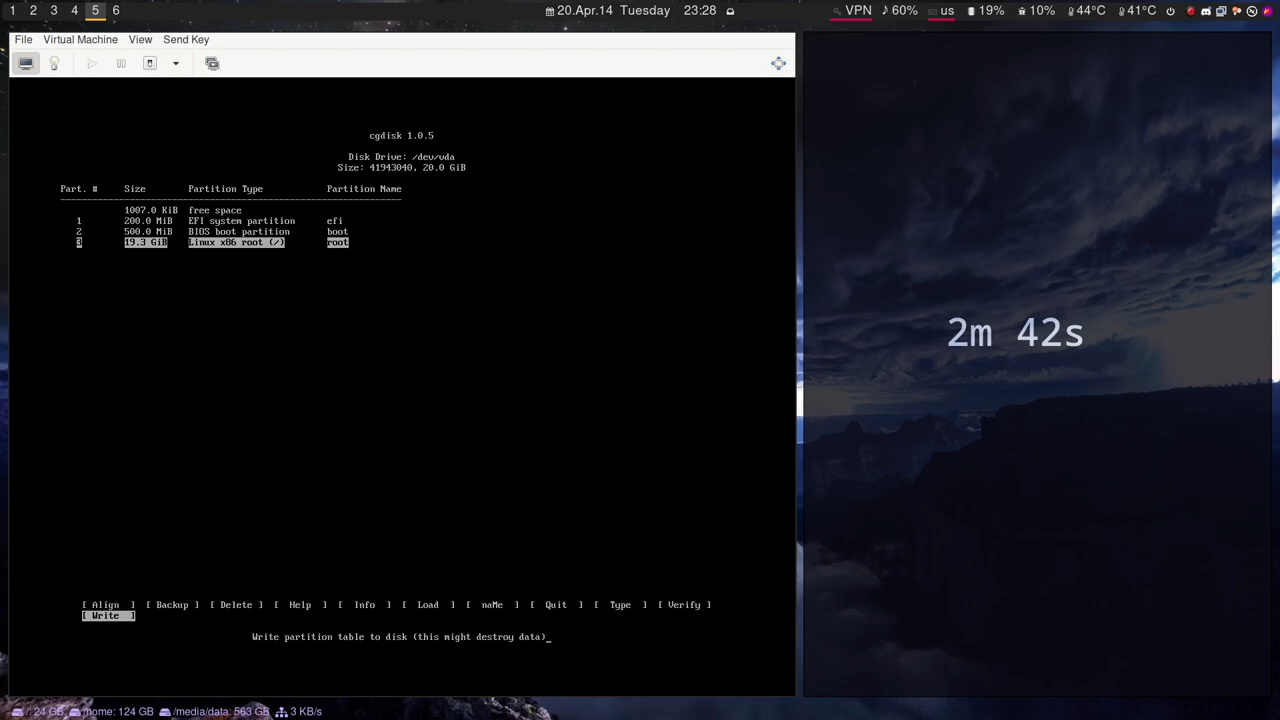 1 2 3 4 5 6 20.Apr.14 Tuesday 23:28 VPN 60% us 19% 10% 44°C 41°C
File Virtual Machine View Send Key
cgdisk 1.0.5
Disk Drive: /dev/vda
Size: 41943040, 20.0 GiB
Part. # Size Partition Type Partition Name
----------------------------------------------------------------
1007.0 KiB free space
1 200.0 MiB EFI system partition efi
2 500.0 MiB BIOS boot partition boot
3 19.3 GiB Linux x86 root (/) root
2m 42s
[ Align ] [ Backup ] [ Delete ] [ Help ] [ Info ] [ Load ] [ naMe ] [ Quit ] [ Type ] [ Verify ]
[ Write ]
Write partition table to disk (this might destroy data)_
/: 24 GB /home: 124 GB /media/data: 563 GB 3 KB/s